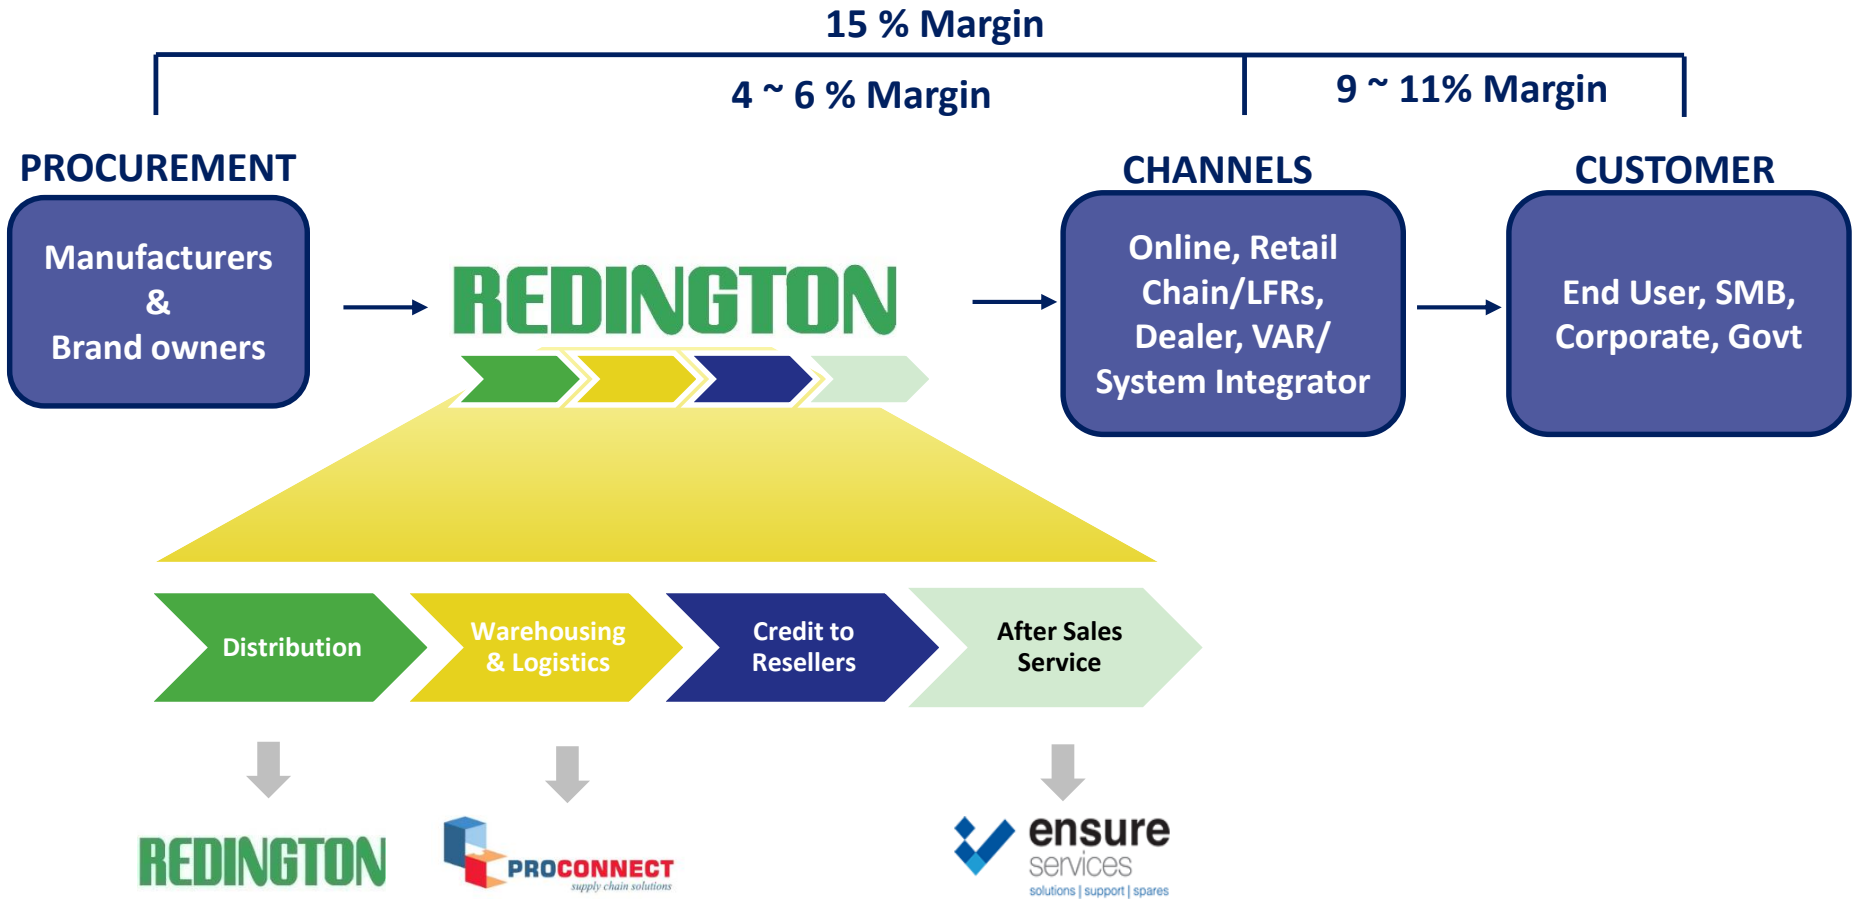 15 % Margin
4 ~ 6 % Margin
9 ~ 11% Margin
PROCUREMENT
Manufacturers
&
Brand owners
REDINGTON
CHANNELS
Online, Retail
Chain/LFRs,
Dealer, VAR/
System Integrator
CUSTOMER
End User, SMB,
Corporate, Govt
Distribution
Warehousing
& Logistics
Credit to
Resellers
After Sales
Service
REDINGTON
PROCONNECT
supply chain solutions
ensure
services
solutions | support | spares